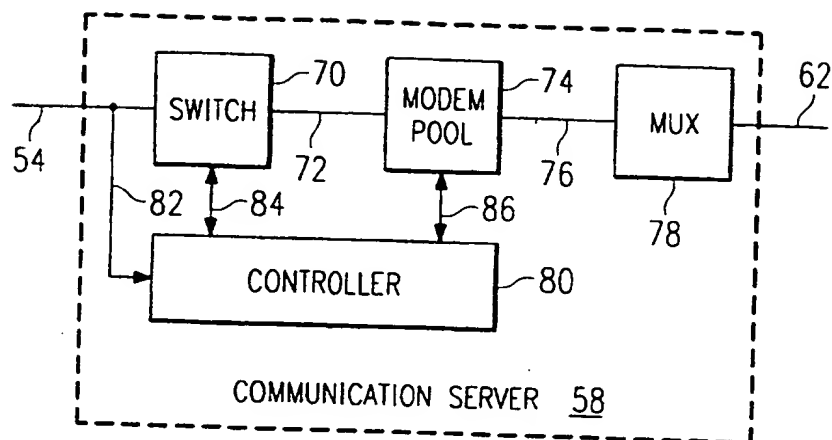 70
74
62
SWITCH
MODEM
POOL
MUX
54
72
76
82
84
86
78
CONTROLLER
80
COMMUNICATION SERVER 58